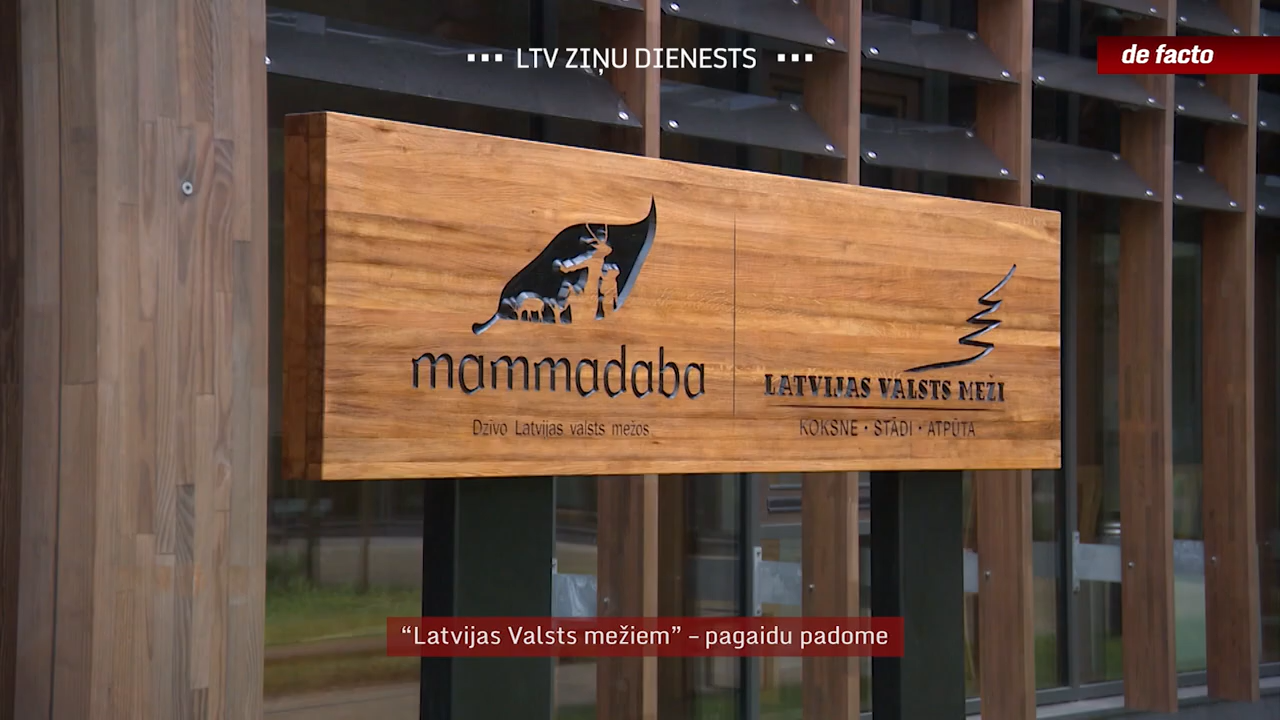 ••• LTV ZIŅU DIENESTS •••
de facto
mammadaba
Dzīvo Latvijas valsts mežos
LATVIJAS VALSTS MEŽI
KOKSNE • STĀDI • ATPŪTA
“Latvijas Valsts mežiem” – pagaidu padome